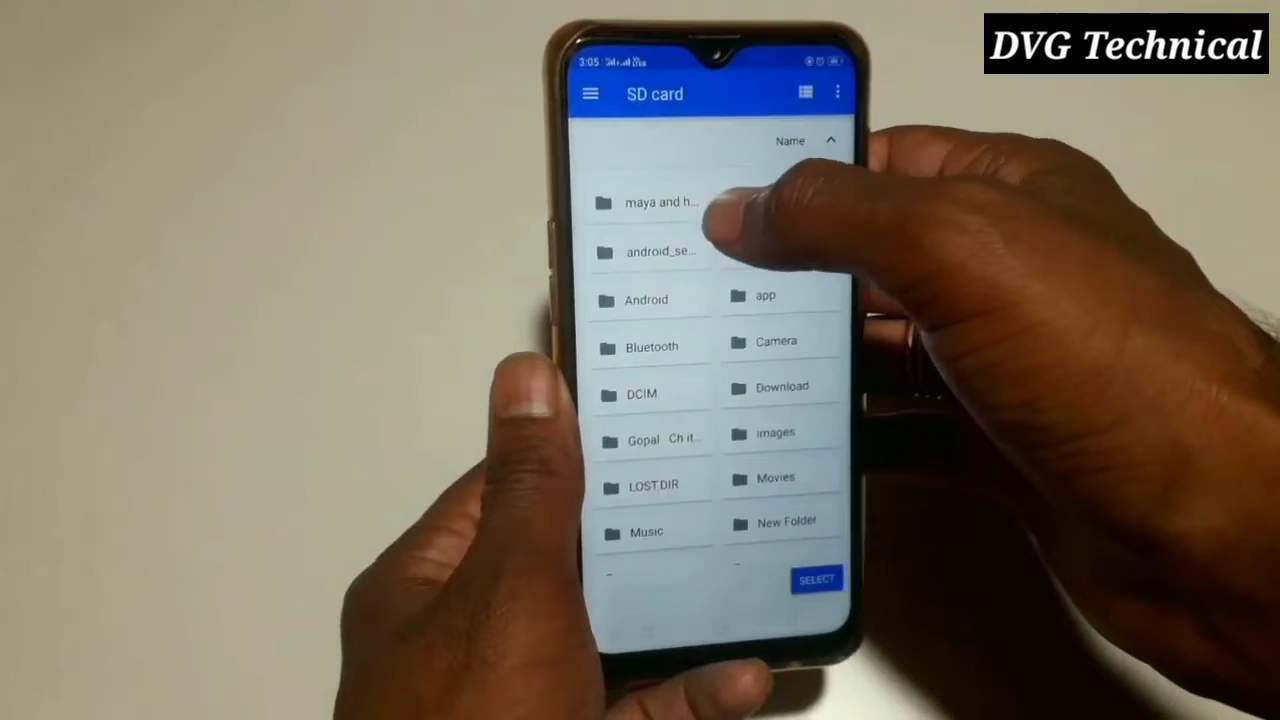 DVG Technical
3:05
SD card
Name
maya and h...
.android_se...
Android
app
Bluetooth
Camera
DCIM
Download
Gopal Ch it...
images
LOST.DIR
Movies
Music
New Folder
SELECT